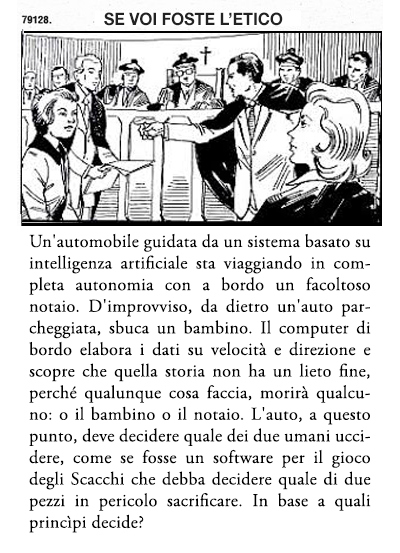 79128. SE VOI FOSTE L'ETICO
Un'automobile guidata da un sistema basato su
intelligenza artificiale sta viaggiando in com-
pleta autonomia con a bordo un facoltoso
notaio. D'improvviso, da dietro un'auto par-
cheggiata, sbuca un bambino. Il computer di
bordo elabora i dati su velocità e direzione e
scopre che quella storia non ha un lieto fine,
perché qualunque cosa faccia, morirà qualcu-
no: o il bambino o il notaio. L'auto, a questo
punto, deve decidere quale dei due umani ucci-
dere, come se fosse un software per il gioco
degli Scacchi che debba decidere quale di due
pezzi in pericolo sacrificare. In base a quali
princìpi decide?